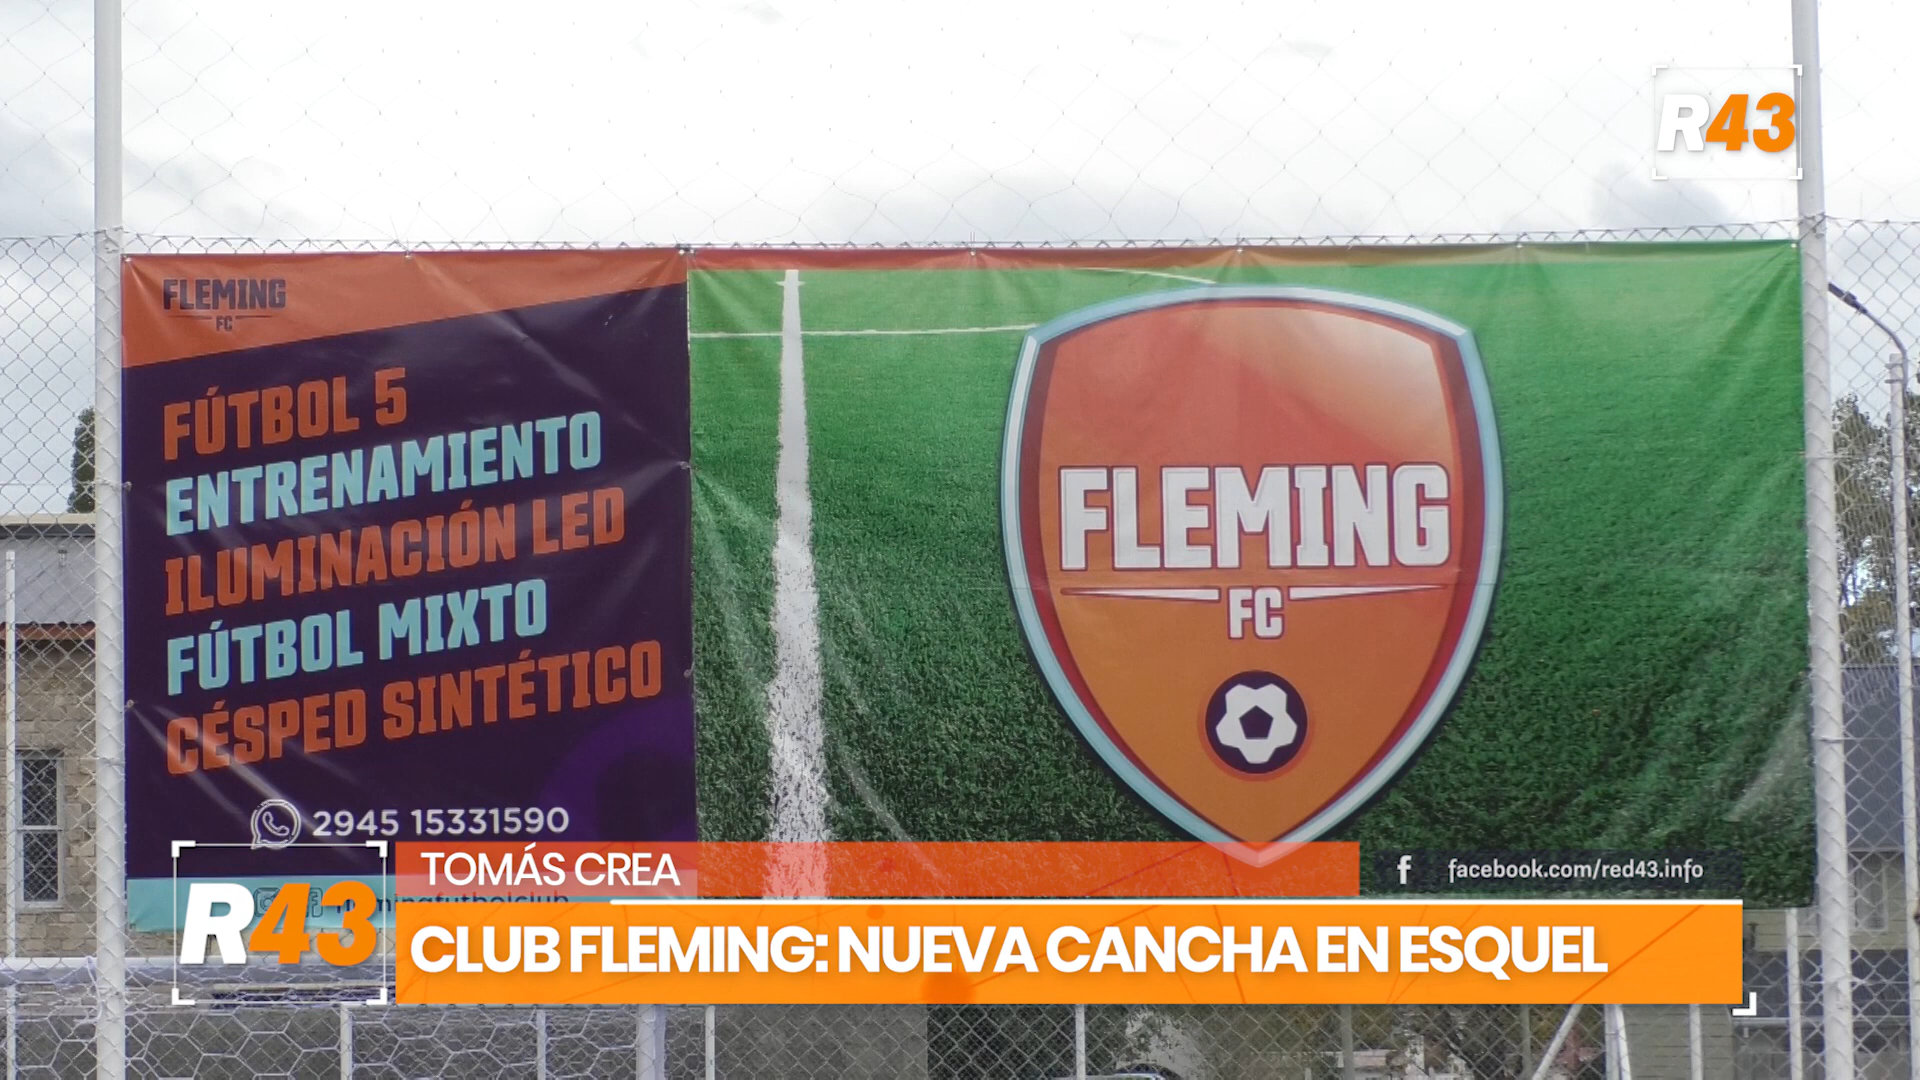 R43
FLEMING
FC
FÚTBOL 5
ENTRENAMIENTO
ILUMINACIÓN LED
FÚTBOL MIXTO
CÉSPED SINTÉTICO
2945 15331590
FLEMING
FC
TOMÁS CREA
facebook.com/red43.info
R43
CLUB FLEMING: NUEVA CANCHA EN ESQUEL